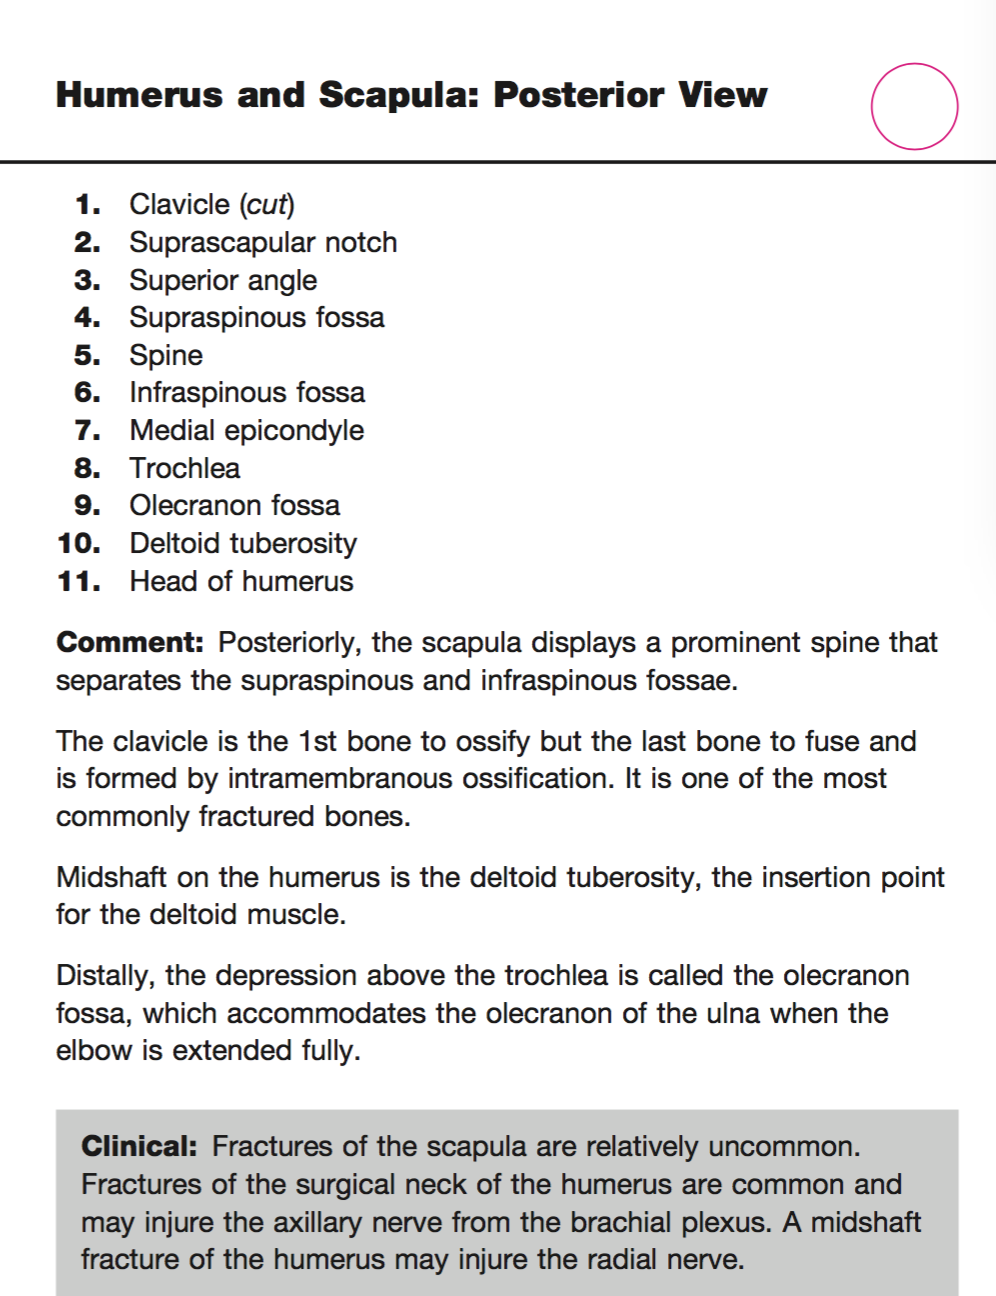 Humerus and Scapula: Posterior View
1. Clavicle (cut)
2. Suprascapular notch
3. Superior angle
4. Supraspinous fossa
5. Spine
6. Infraspinous fossa
7. Medial epicondyle
8. Trochlea
9. Olecranon fossa
10. Deltoid tuberosity
11. Head of humerus
Comment: Posteriorly, the scapula displays a prominent spine that
separates the supraspinous and infraspinous fossae.
The clavicle is the 1st bone to ossify but the last bone to fuse and
is formed by intramembranous ossification. It is one of the most
commonly fractured bones.
Midshaft on the humerus is the deltoid tuberosity, the insertion point
for the deltoid muscle.
Distally, the depression above the trochlea is called the olecranon
fossa, which accommodates the olecranon of the ulna when the
elbow is extended fully.
Clinical: Fractures of the scapula are relatively uncommon.
Fractures of the surgical neck of the humerus are common and
may injure the axillary nerve from the brachial plexus. A midshaft
fracture of the humerus may injure the radial nerve.